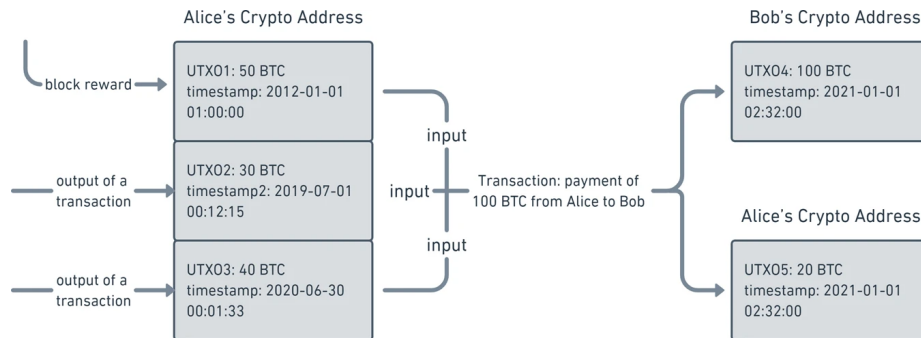 Alice's Crypto Address
block reward
UTXO1: 50 BTC
timestamp: 2012-01-01
01:00:00
output of a
transaction
UTXO2: 30 BTC
timestamp2: 2019-07-01
00:12:15
output of a
transaction
UTXO3: 40 BTC
timestamp: 2020-06-30
00:01:33
input
input
input
Transaction: payment of
100 BTC from Alice to Bob
Bob's Crypto Address
UTXO4: 100 BTC
timestamp: 2021-01-01
02:32:00
Alice's Crypto Address
UTXO5: 20 BTC
timestamp: 2021-01-01
02:32:00